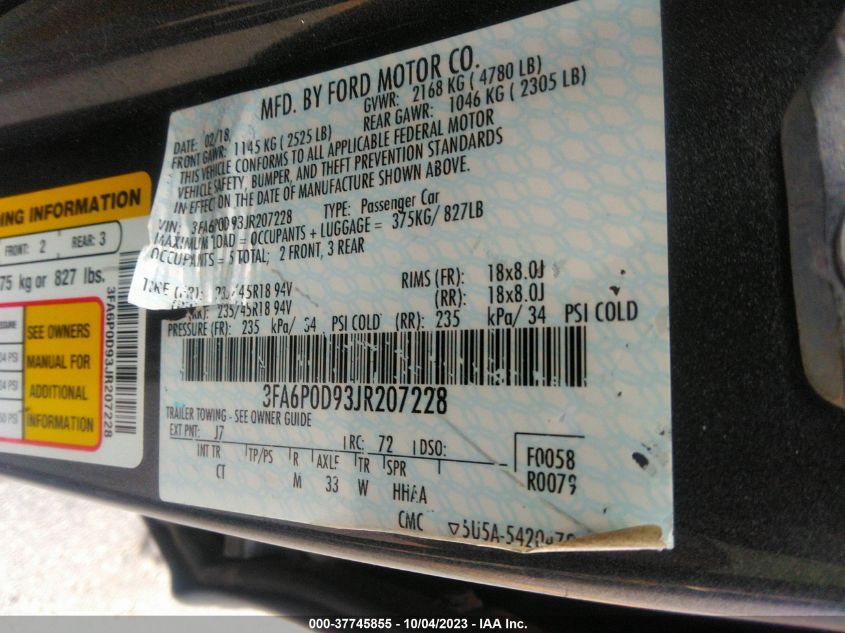 MFD. BY FORD MOTOR CO.
DATE: 02/18 GVWR: 2168 KG ( 4780 LB)
FRONT GAWR: 1145 KG ( 2525 LB) REAR GAWR: 1046 KG ( 2305 LB)
THIS VEHICLE CONFORMS TO ALL APPLICABLE FEDERAL MOTOR
VEHICLE SAFETY, BUMPER, AND THEFT PREVENTION STANDARDS
IN EFFECT ON THE DATE OF MANUFACTURE SHOWN ABOVE.
VIN: 3FA6P0D93JR207228 TYPE: Passenger Car
MAXIMUM LOAD = OCCUPANTS + LUGGAGE = 375KG/ 827LB
OCCUPANTS = 5 TOTAL; 2 FRONT, 3 REAR
TIRE 94V RIMS (FR): 18x8.0J
235/45R18 94V (RR): 18x8.0J
PRESSURE (FR): 235 kPa/ 34 PSI COLD (RR): 235 kPa/ 34 PSI COLD
3FA6P0D93JR207228
TRAILER TOWING - SEE OWNER GUIDE
EXT PNT: J7 RC: 72 DSO: F0058
INT TR TP/PS R AXLE TR SPR R0079
CT M 33 W HHAA
CMC ▽5U5A-5420
ING INFORMATION
FRONT: 2 REAR: 3
75 kg or 827 lbs.
SEE OWNERS
MANUAL FOR
ADDITIONAL
INFORMATION
3FA6P0D93JR207228
000-37745855 - 10/04/2023 - IAA Inc.